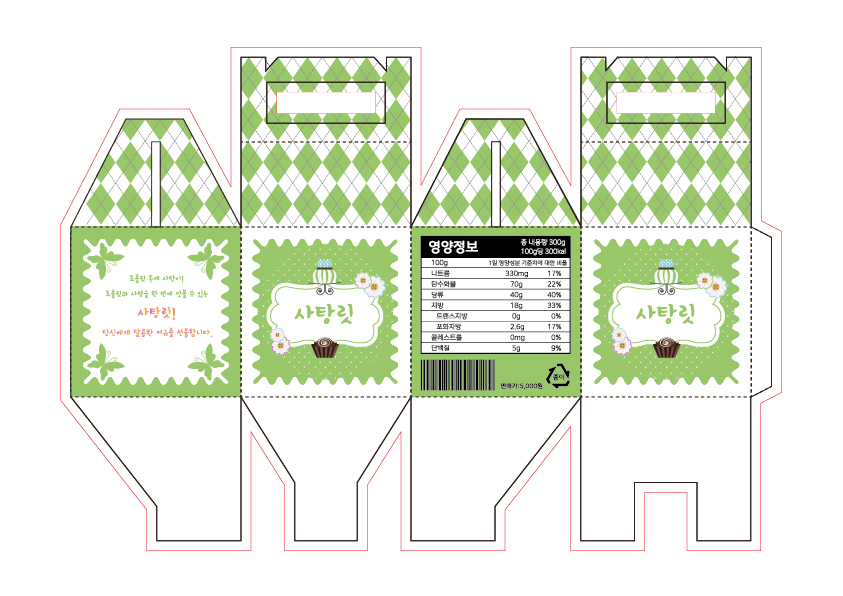 초콜릿 속에 사탕이!
초콜릿과 사탕을 한 번에 맛볼 수 있는
사탕릿!
당신에게 달콤한 여유를 선물합니다.
사탕릿
영양정보
총 내용량 300g
100g당 300kal
100g 1일 영양성분 기준치에 대한 비율
나트륨 330mg 17%
탄수화물 70g 22%
당류 40g 40%
지방 18g 33%
트랜스지방 0g 0%
포화지방 2.6g 17%
콜레스트롤 0mg 0%
단백질 5g 9%
판매가:5,000원
종이
사탕릿